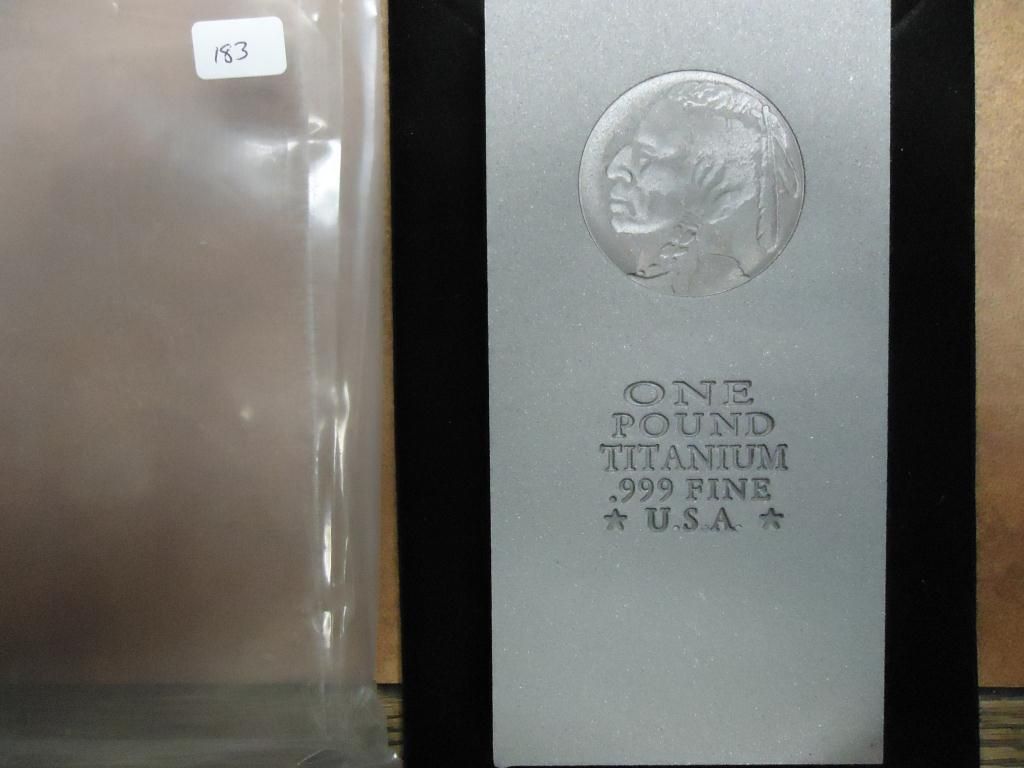 183
ONE
POUND
TITANIUM
.999 FINE
★ U.S.A. ★